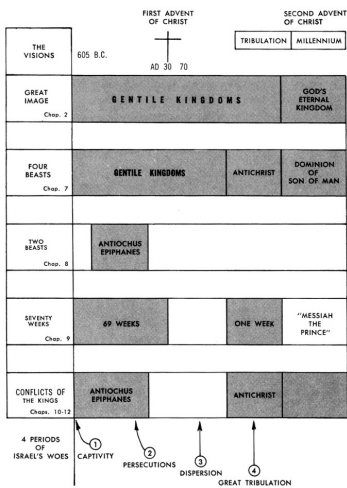 FIRST ADVENT
OF CHRIST
SECOND ADVENT
OF CHRIST
TRIBULATION
MILLENNIUM
THE
VISIONS
605 B.C.
AD 30 70
GREAT
IMAGE
Chap. 2
GENTILE KINGDOMS
GOD'S
ETERNAL
KINGDOM
FOUR
BEASTS
Chap. 7
GENTILE KINGDOMS
ANTICHRIST
DOMINION
OF
SON OF MAN
TWO
BEASTS
Chap. 8
ANTIOCHUS
EPIPHANES
SEVENTY
WEEKS
Chap. 9
69 WEEKS
ONE WEEK
"MESSIAH
THE
PRINCE"
CONFLICTS OF
THE KINGS
Chaps. 10-12
ANTIOCHUS
EPIPHANES
ANTICHRIST
4 PERIODS
OF
ISRAEL'S WOES
1
CAPTIVITY
2
PERSECUTIONS
3
DISPERSION
4
GREAT TRIBULATION